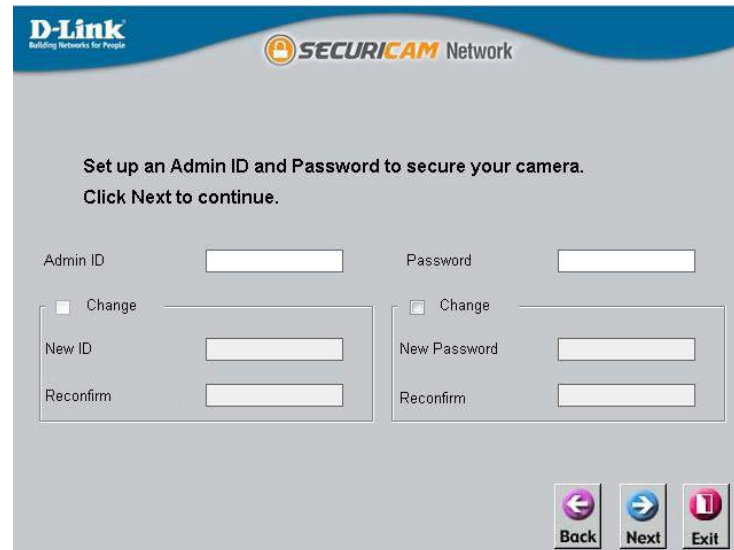 D-Link
Building Networks for People
SECURICAM Network
Set up an Admin ID and Password to secure your camera.
Click Next to continue.
Admin ID
Password
Change
Change
New ID
New Password
Reconfirm
Reconfirm
Back
Next
Exit